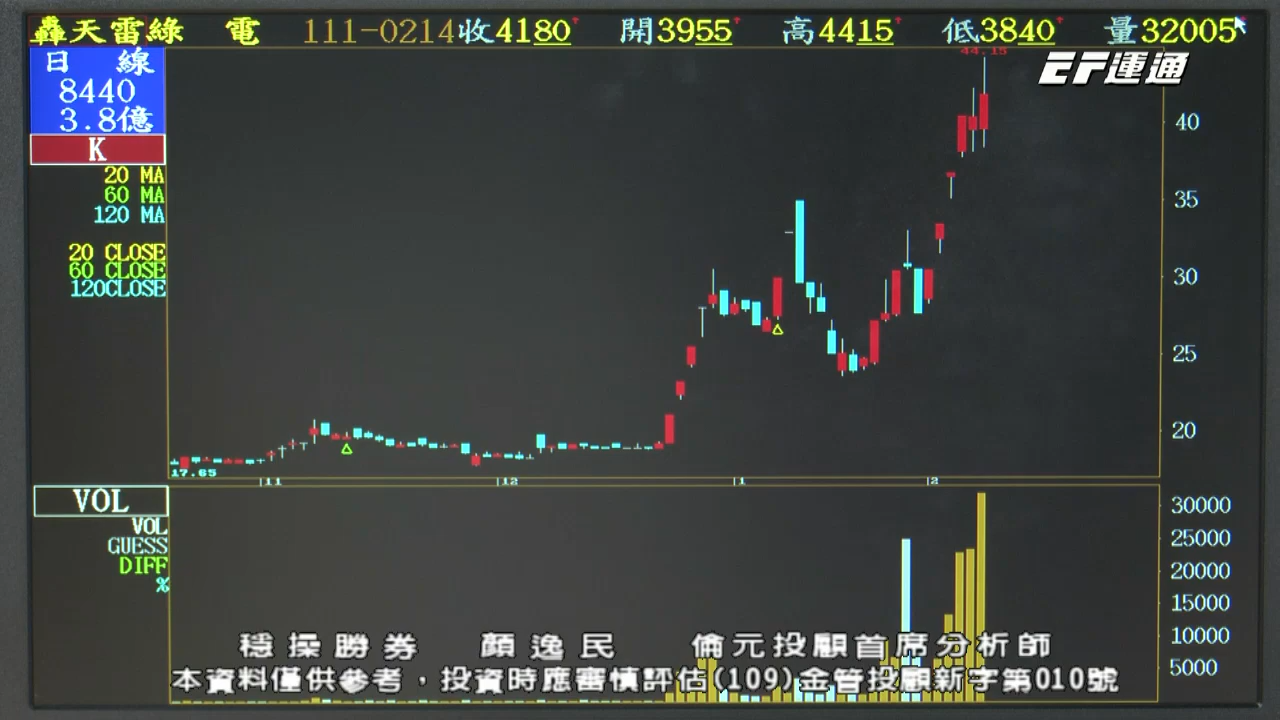 轟天雷綠 電 111-0214收4180 開3955 高4415 低3840 量32005
日 線
8440
3.8億
K
20 MA
60 MA
120 MA
20 CLOSE
60 CLOSE
120CLOSE
44.15
EF運通
40
35
30
25
20
17.65
11
12
1
2
VOL
VOL
GUESS
DIFF
%
30000
25000
20000
15000
10000
5000
穩操勝券 顏逸民 倫元投顧首席分析師
本資料僅供參考，投資時應審慎評估(109)金管投顧新字第010號